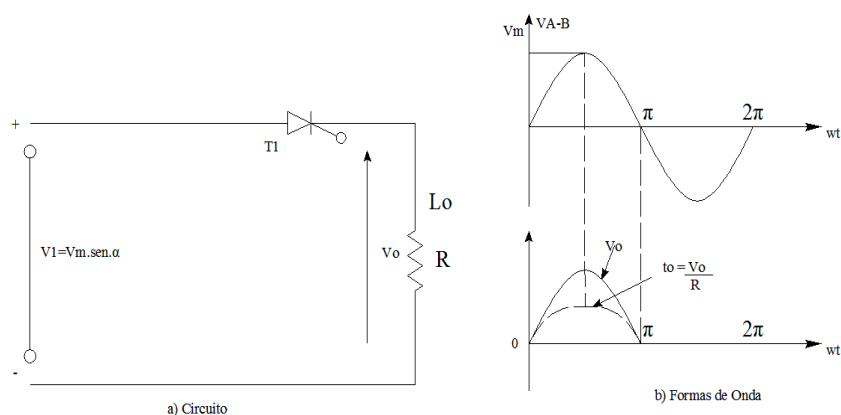 +
T1
Lo
V1=Vm.sen.α
Vo
R
-
a) Circuito
Vm
VA-B
π
2π
wt
Vo
to = Vo
R
0
π
2π
wt
b) Formas de Onda